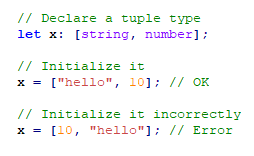 // Declare a tuple type
let x: [string, number];
// Initialize it
x = ["hello", 10]; // OK
// Initialize it incorrectly
x = [10, "hello"]; // Error